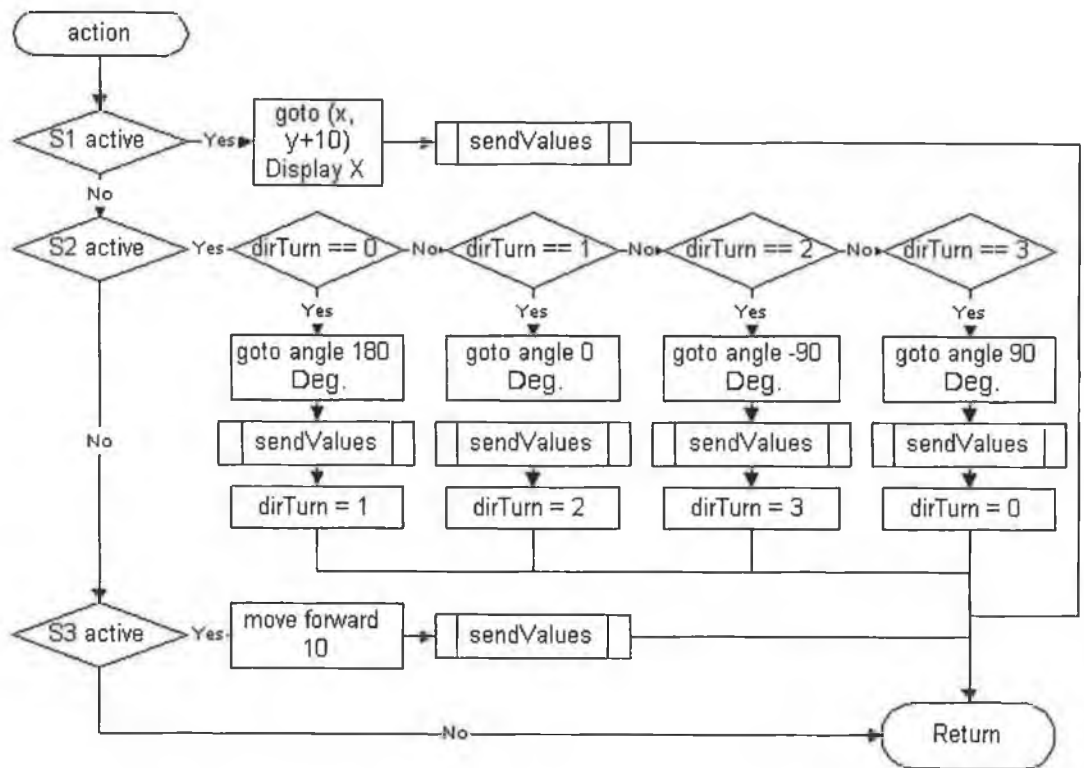 action
S1 active
Yes
goto (x,
y+10)
Display X
sendValues
No
S2 active
Yes
dirTurn == 0
No
dirTurn == 1
No
dirTurn == 2
No
dirTurn == 3
Yes
Yes
Yes
Yes
goto angle 180
Deg.
goto angle 0
Deg.
goto angle -90
Deg.
goto angle 90
Deg.
No
sendValues
sendValues
sendValues
sendValues
dirTurn = 1
dirTurn = 2
dirTurn = 3
dirTurn = 0
S3 active
Yes
move forward
10
sendValues
No
Return